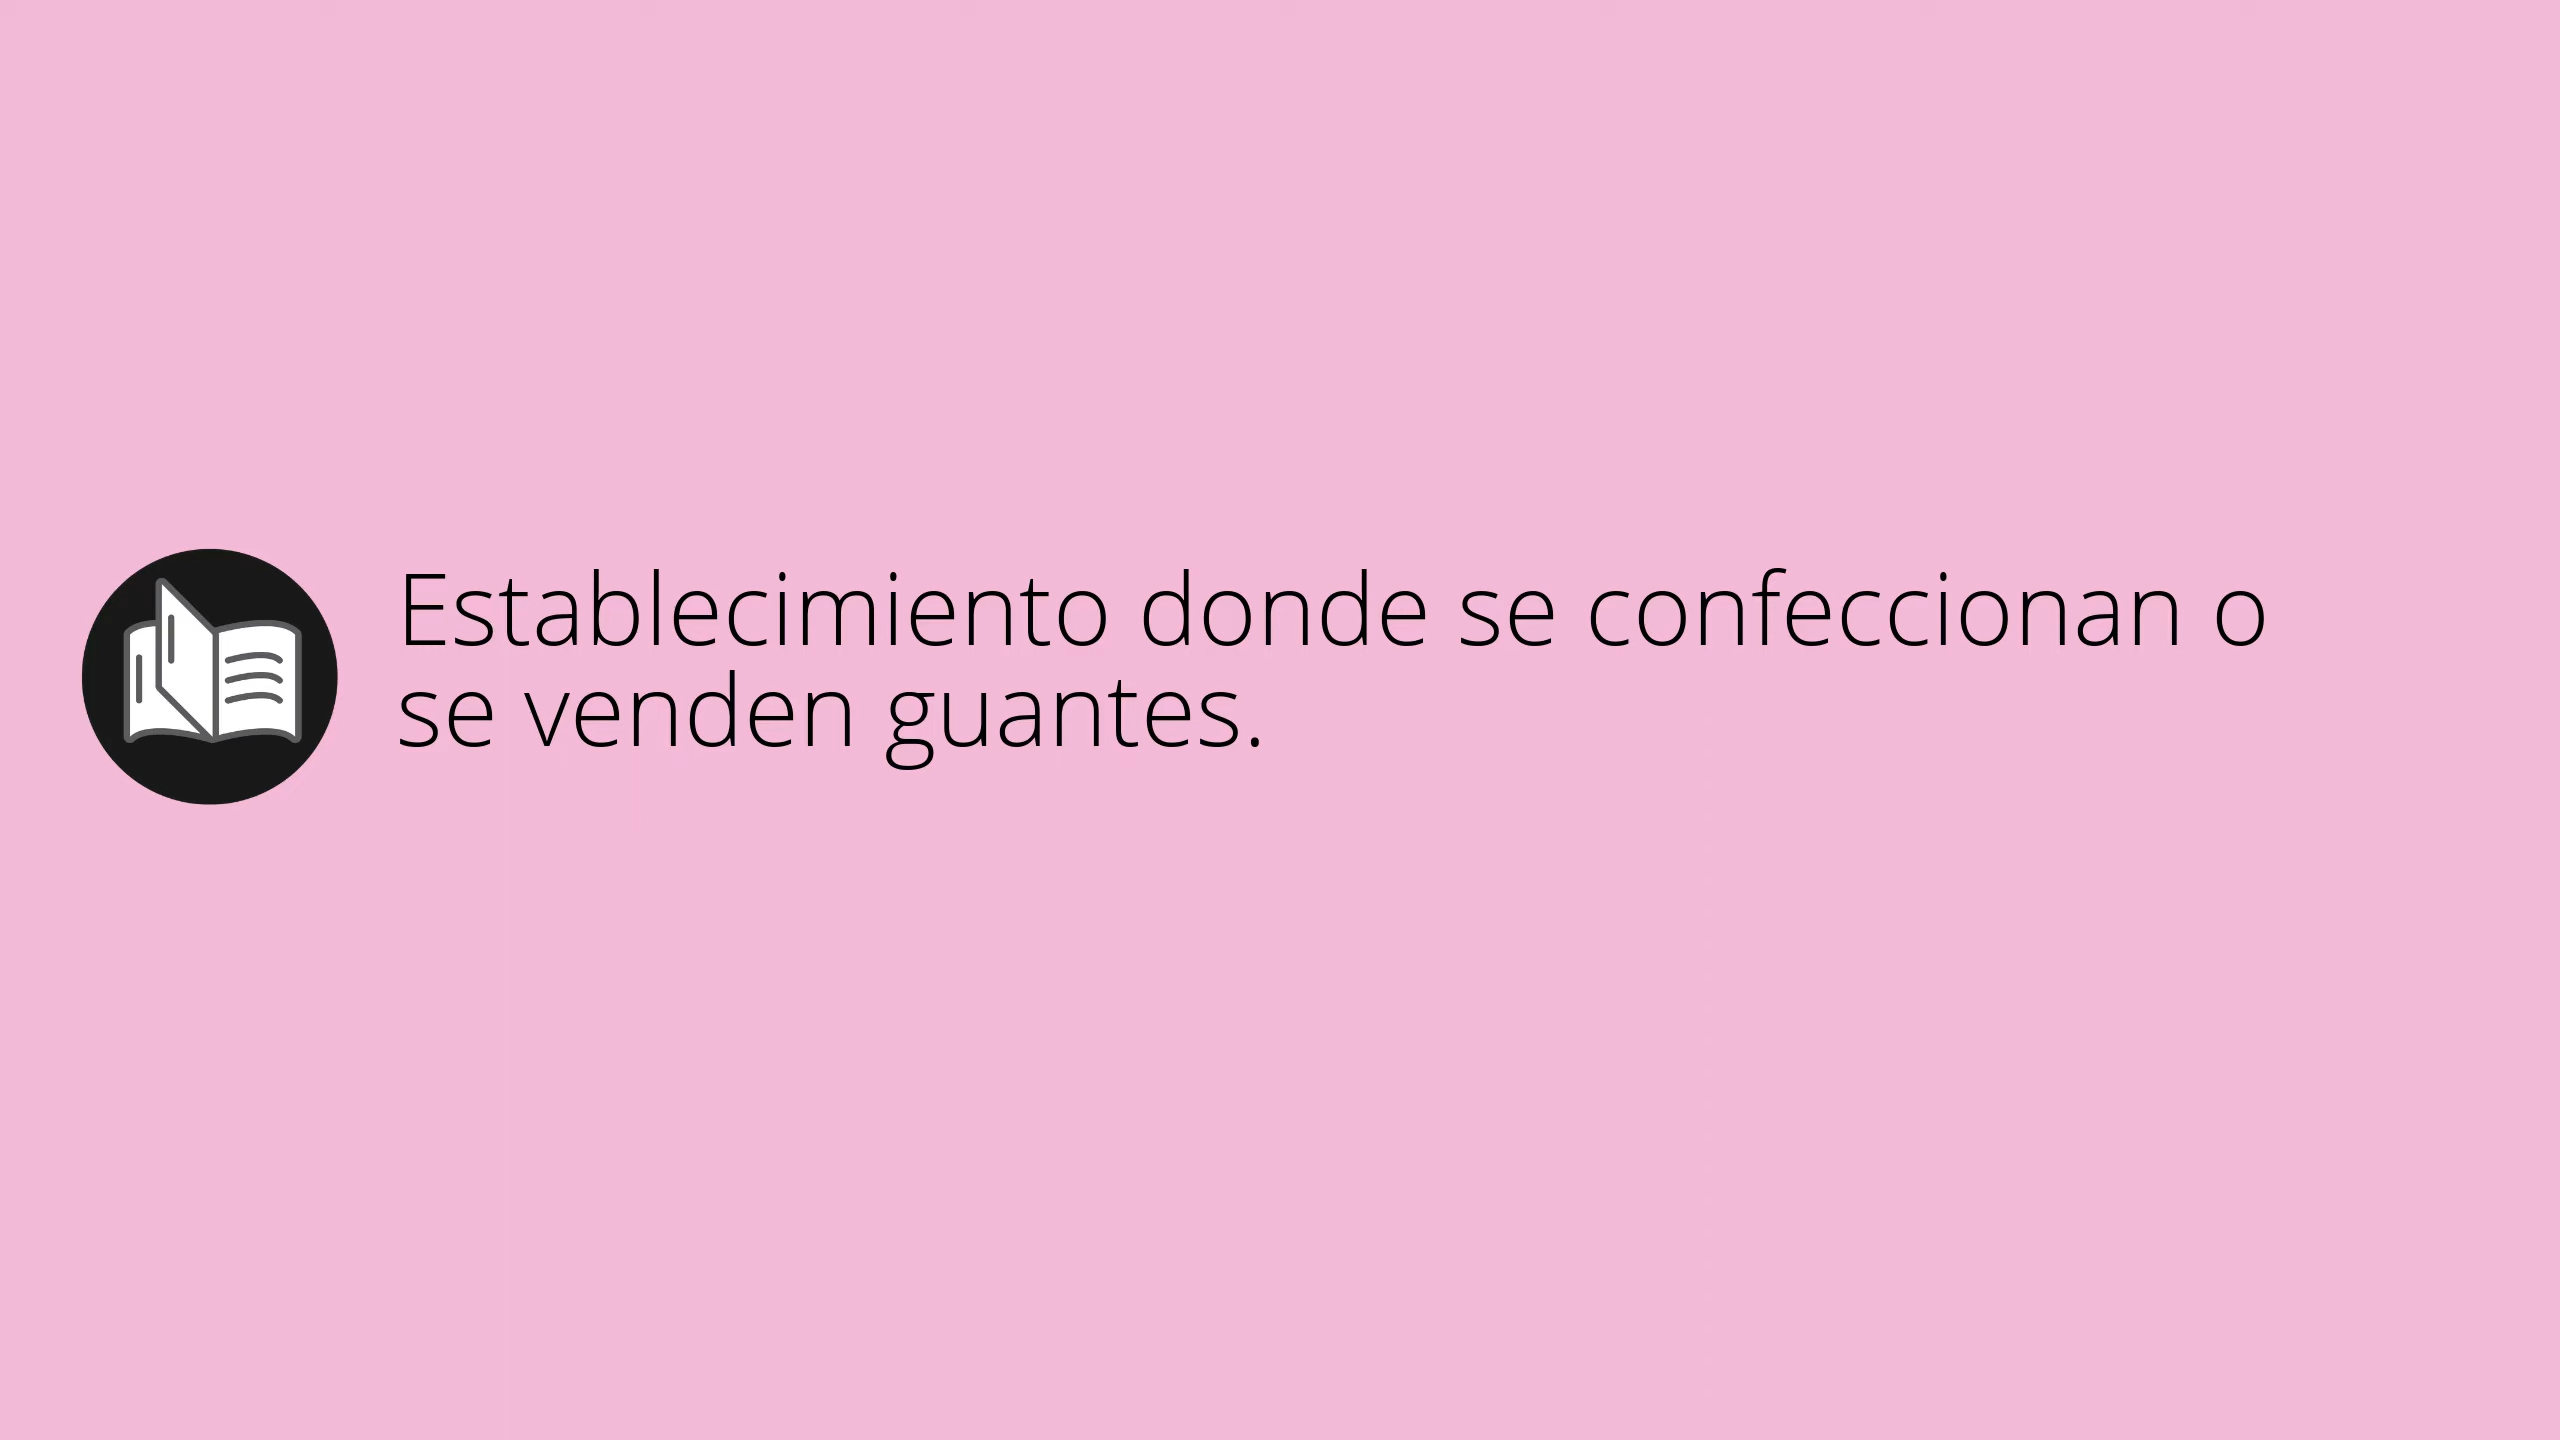 Establecimiento donde se confeccionan o
se venden guantes.